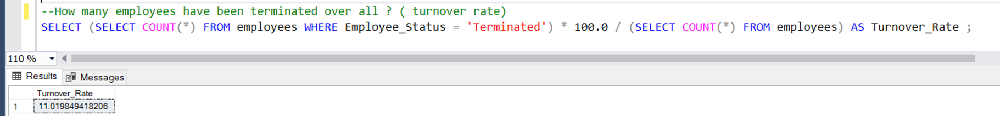 --How many employees have been terminated over all ? ( turnover rate)
SELECT (SELECT COUNT(*) FROM employees WHERE Employee_Status = 'Terminated') * 100.0 / (SELECT COUNT(*) FROM employees) AS Turnover_Rate ;
110 %
Results Messages
Turnover_Rate
1 11.019849418206